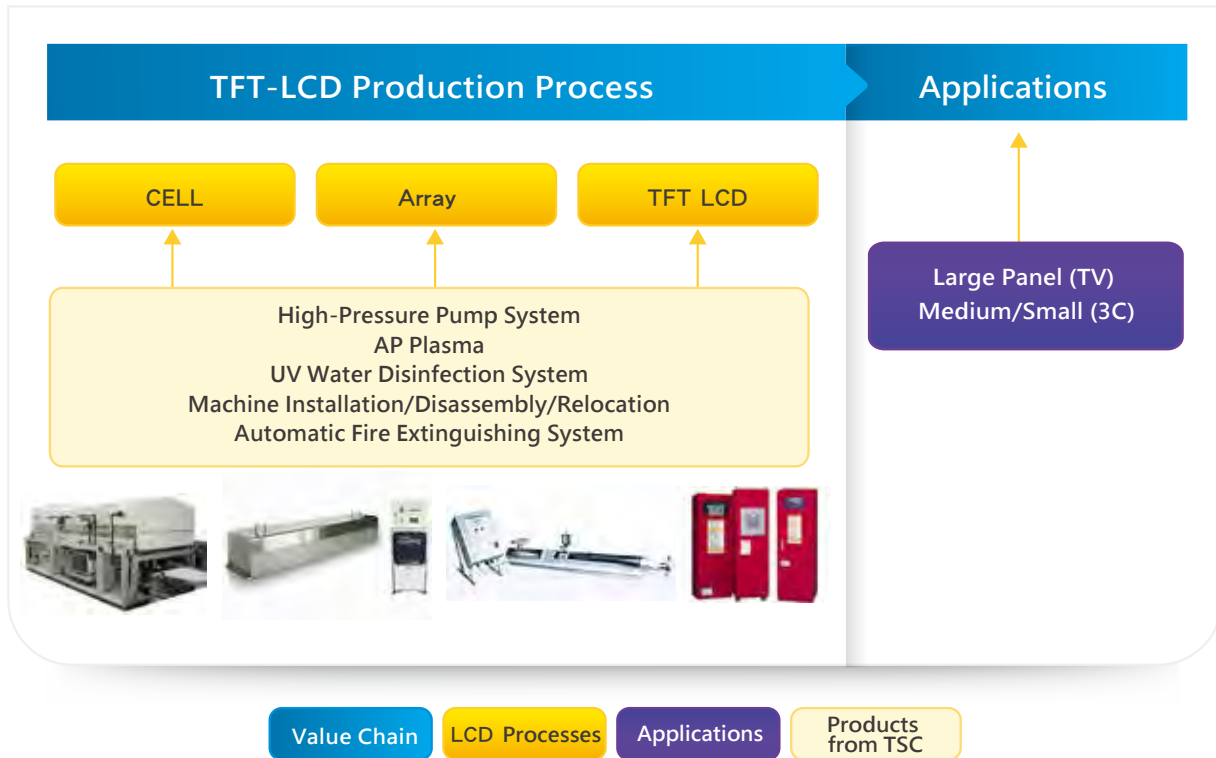 TFT-LCD Production Process
Applications
CELL
Array
TFT LCD
High-Pressure Pump System
AP Plasma
UV Water Disinfection System
Machine Installation/Disassembly/Relocation
Automatic Fire Extinguishing System
Large Panel (TV)
Medium/Small (3C)
Value Chain
LCD Processes
Applications
Products
from TSC